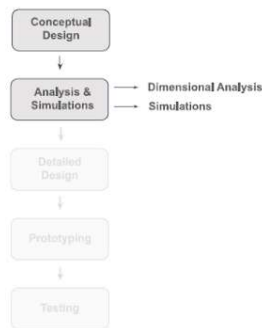 Conceptual
Design
Analysis &
Simulations
Dimensional Analysis
Simulations
Detailed
Design
Prototyping
Testing